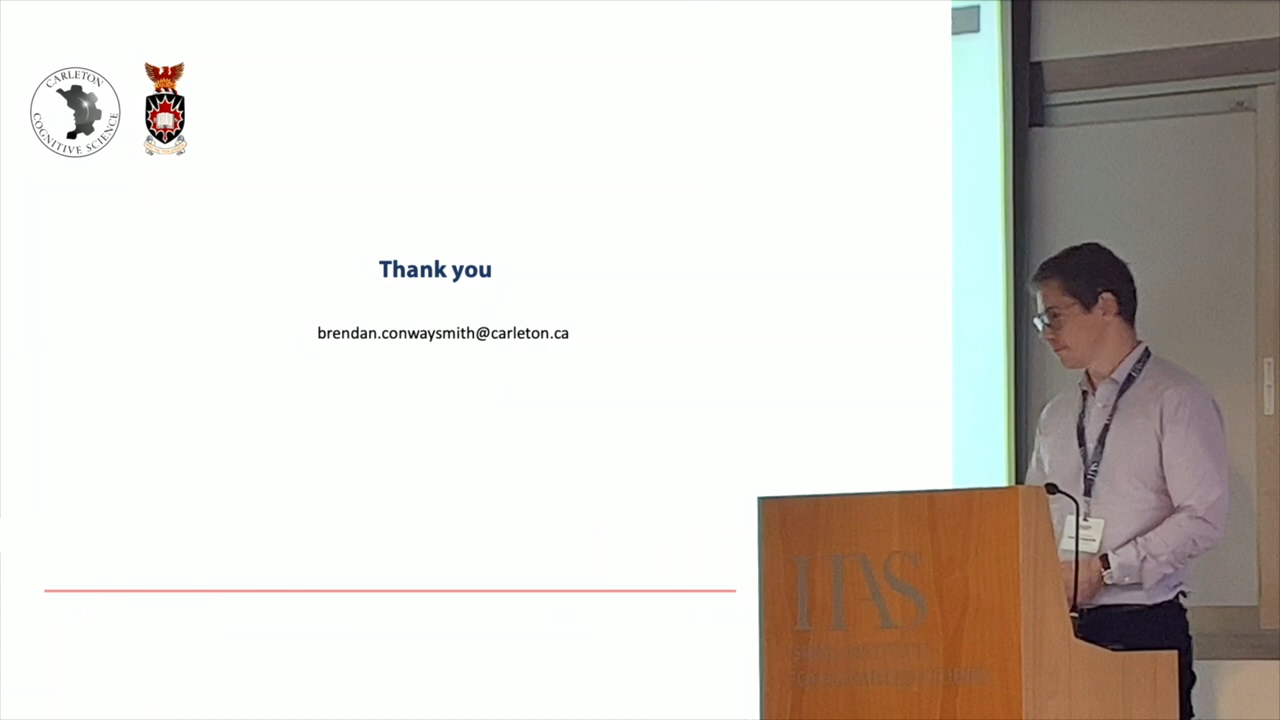 CARLETON
COGNITIVE SCIENCE
Thank you
brendan.conwaysmith@carleton.ca
IIAS